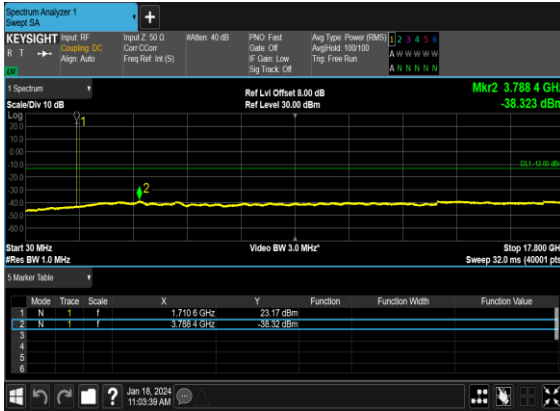 Spectrum Analyzer 1
Swept SA
+
KEYSIGHT Input: RF Input Z: 50 Ω #Atten: 40 dB PNO: Fast Avg Type: Power (RMS) 1 2 3 4 5 6
R T Coupling: DC Corr CCorr Gate: Off Avg|Hold: 100/100 A W W W W W
Align: Auto Freq Ref: Int (S) IF Gain: Low Trig: Free Run
LXI Sig Track: Off A N N N N N
1 Spectrum Ref Lvl Offset 8.00 dB Mkr2 3.788 4 GHz
Scale/Div 10 dB Ref Level 30.00 dBm -38.323 dBm
Log
1
20.0
10.0
0.00
-10.0
DL1 -13.00 dBm
-20.0
-30.0
2
-40.0
-50.0
-60.0
Start 30 MHz Video BW 3.0 MHz* Stop 17.800 GH
#Res BW 1.0 MHz Sweep 32.0 ms (40001 pts
5 Marker Table
Mode Trace Scale X Y Function Function Width Function Value
1 N 1 f 1.710 6 GHz 23.17 dBm
2 N 1 f 3.788 4 GHz -38.32 dBm
3
4
5
6
? Jan 18, 2024
11:03:39 AM